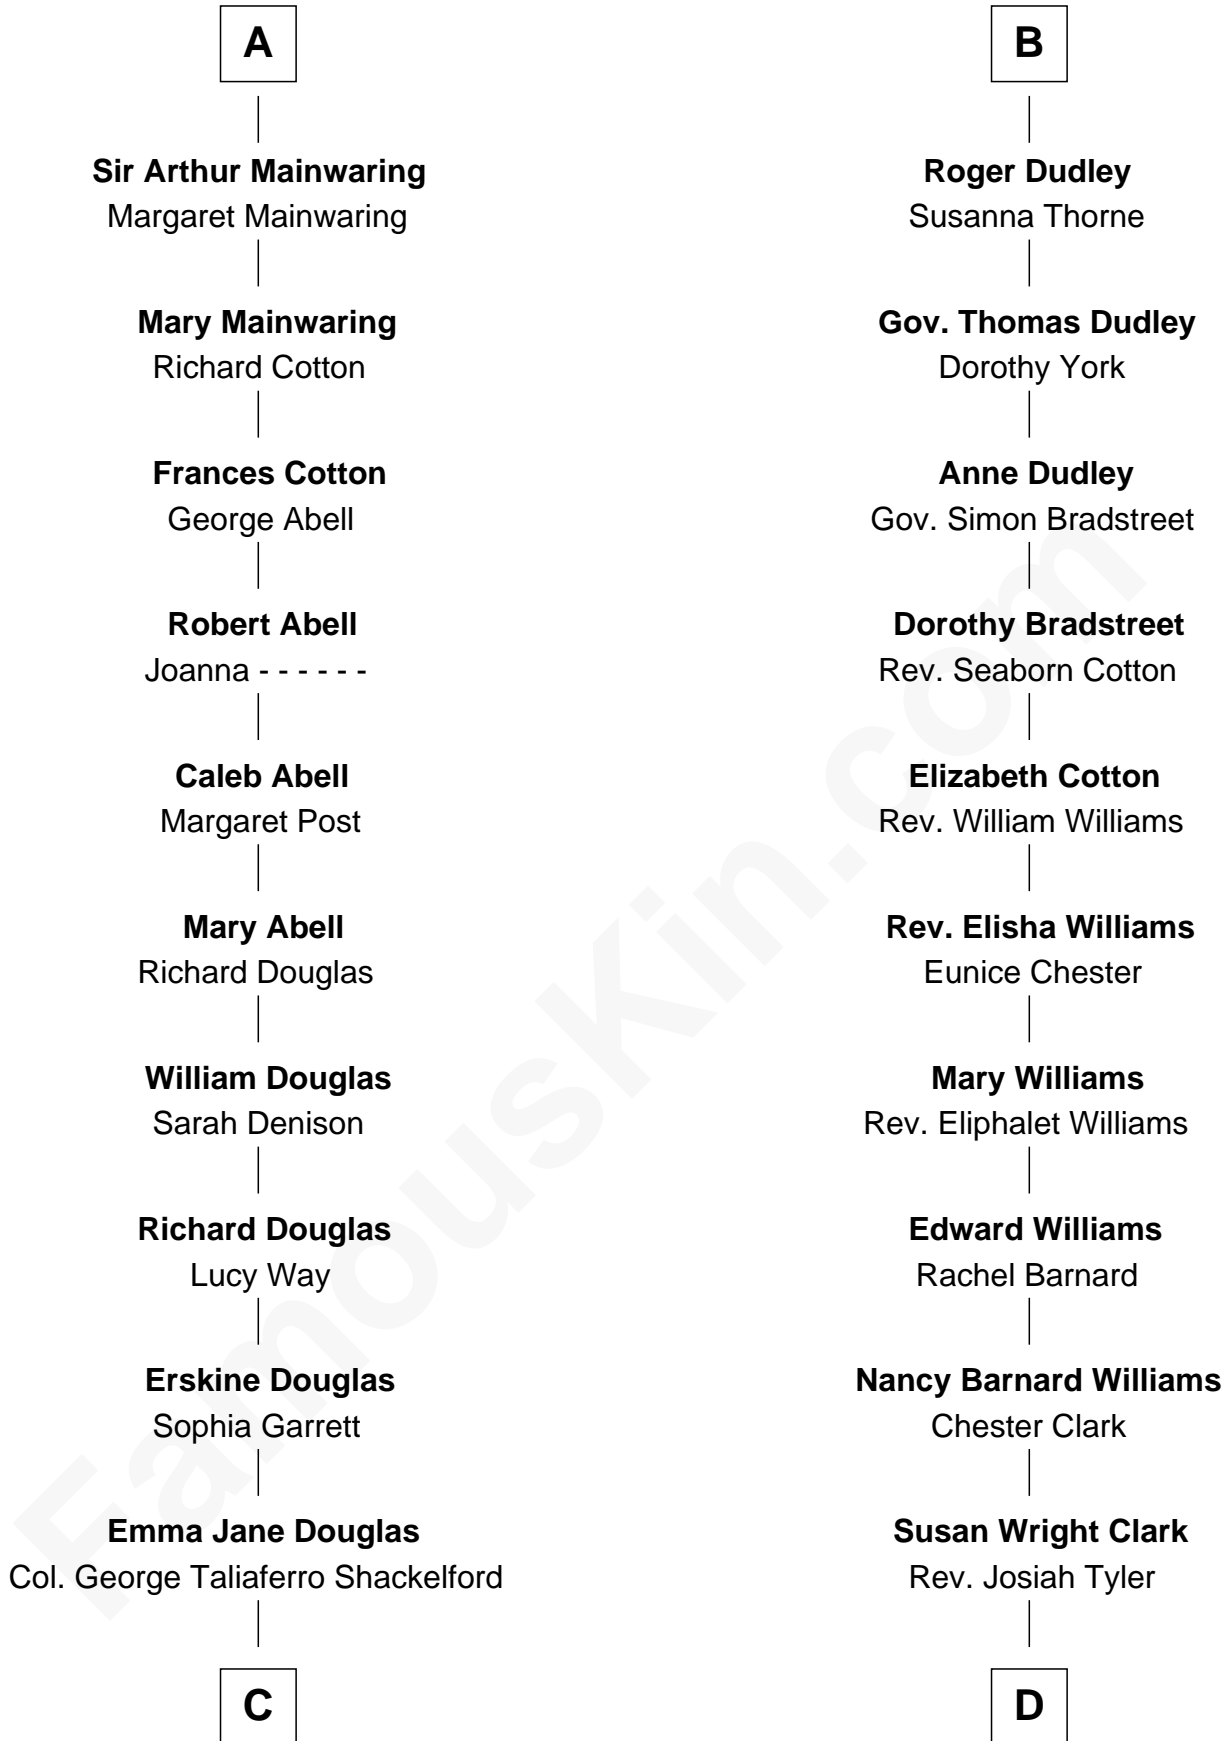 A
Sir Arthur Mainwaring
Margaret Mainwaring
Mary Mainwaring
Richard Cotton
Frances Cotton
George Abell
Robert Abell
Joanna - - - - - -
Caleb Abell
Margaret Post
Mary Abell
Richard Douglas
William Douglas
Sarah Denison
Richard Douglas
Lucy Way
Erskine Douglas
Sophia Garrett
Emma Jane Douglas
Col. George Taliaferro Shackelford
C
B
Roger Dudley
Susanna Thorne
Gov. Thomas Dudley
Dorothy York
Anne Dudley
Gov. Simon Bradstreet
Dorothy Bradstreet
Rev. Seaborn Cotton
Elizabeth Cotton
Rev. William Williams
Rev. Elisha Williams
Eunice Chester
Mary Williams
Rev. Eliphalet Williams
Edward Williams
Rachel Barnard
Nancy Barnard Williams
Chester Clark
Susan Wright Clark
Rev. Josiah Tyler
D
FamousKin.com